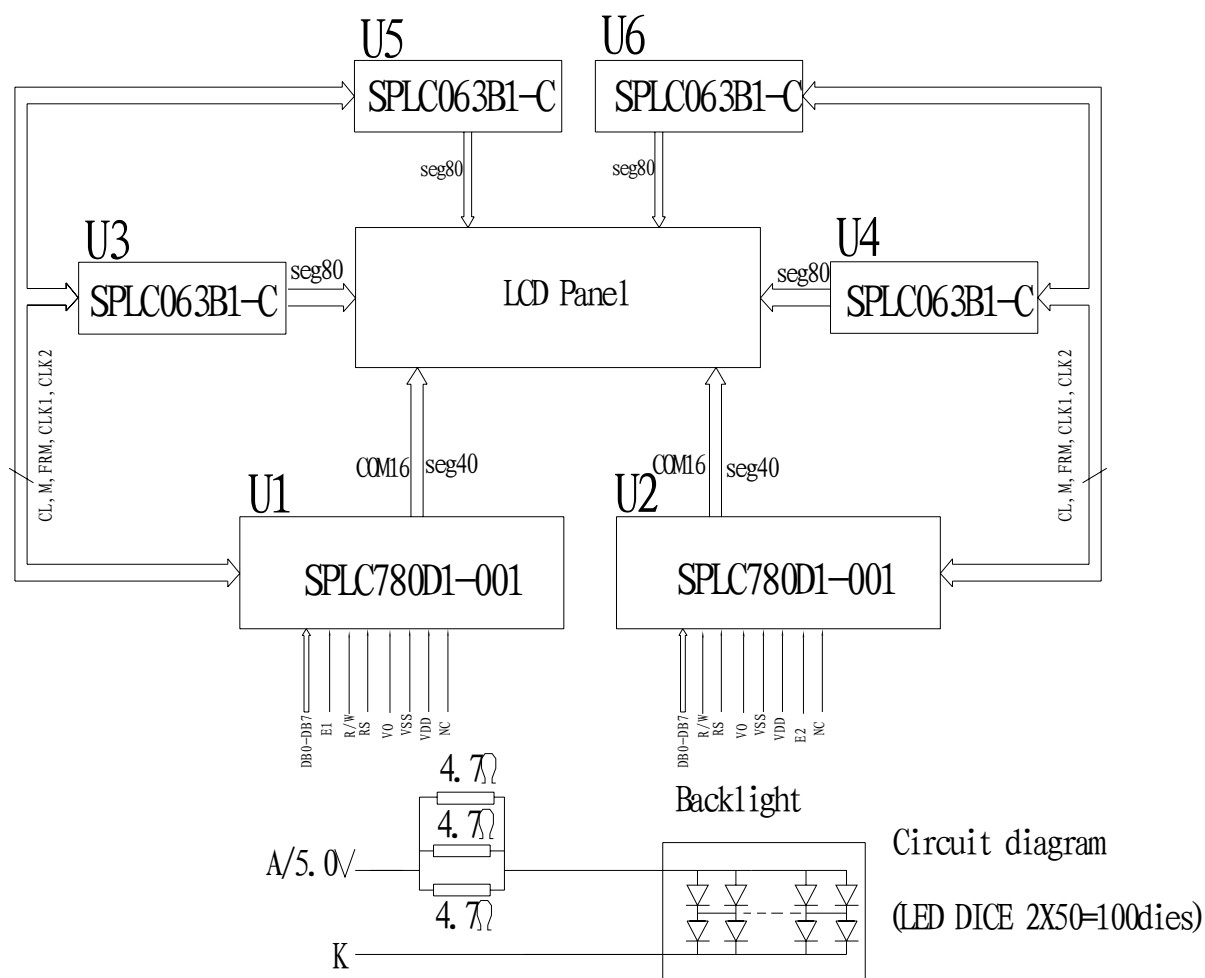 U5
U6
SPLC063B1-C
SPLC063B1-C
seg80
seg80
U3
U4
SPLC063B1-C
seg80
LCD Panel
seg80
SPLC063B1-C
CL, M, FRM, CLK1, CLK2
CL, M, FRM, CLK1, CLK2
COM16
seg40
COM16
seg40
U1
U2
SPLC780D1-001
SPLC780D1-001
DB0-DB7
E1
R/W
RS
VO
VSS
VDD
NC
DB0-DB7
R/W
RS
VO
VSS
VDD
E2
NC
4.7Ω
4.7Ω
4.7Ω
A/5.0V
K
Backlight
Circuit diagram
(LED DICE 2X50=100dies)